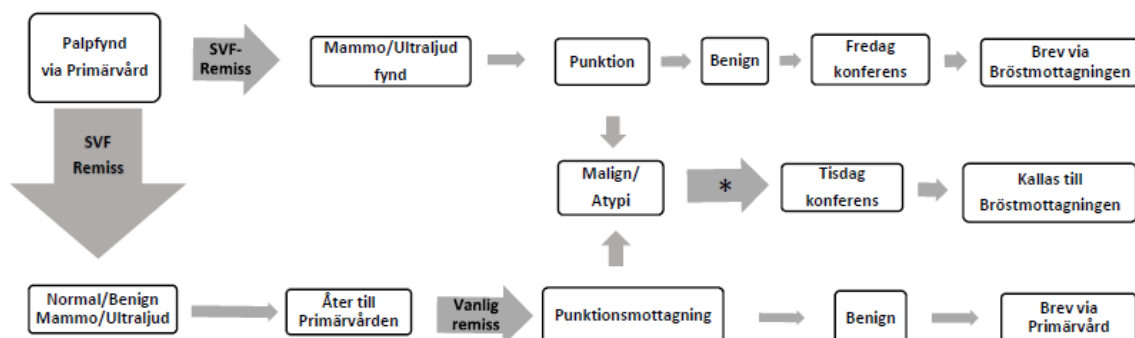 Palpfynd
via Primärvård
SVF-
Remiss
Mammo/Ultraljud
fynd
Punktion
Benign
Fredag
konferens
Brev via
Bröstmottagningen
SVF
Remiss
Malign/
Atypi
*
Tisdag
konferens
Kallas till
Bröstmottagningen
Normal/Benign
Mammo/Ultraljud
Åter till
Primärvården
Vanlig
remiss
Punktionsmottagning
Benign
Brev via
Primärvård